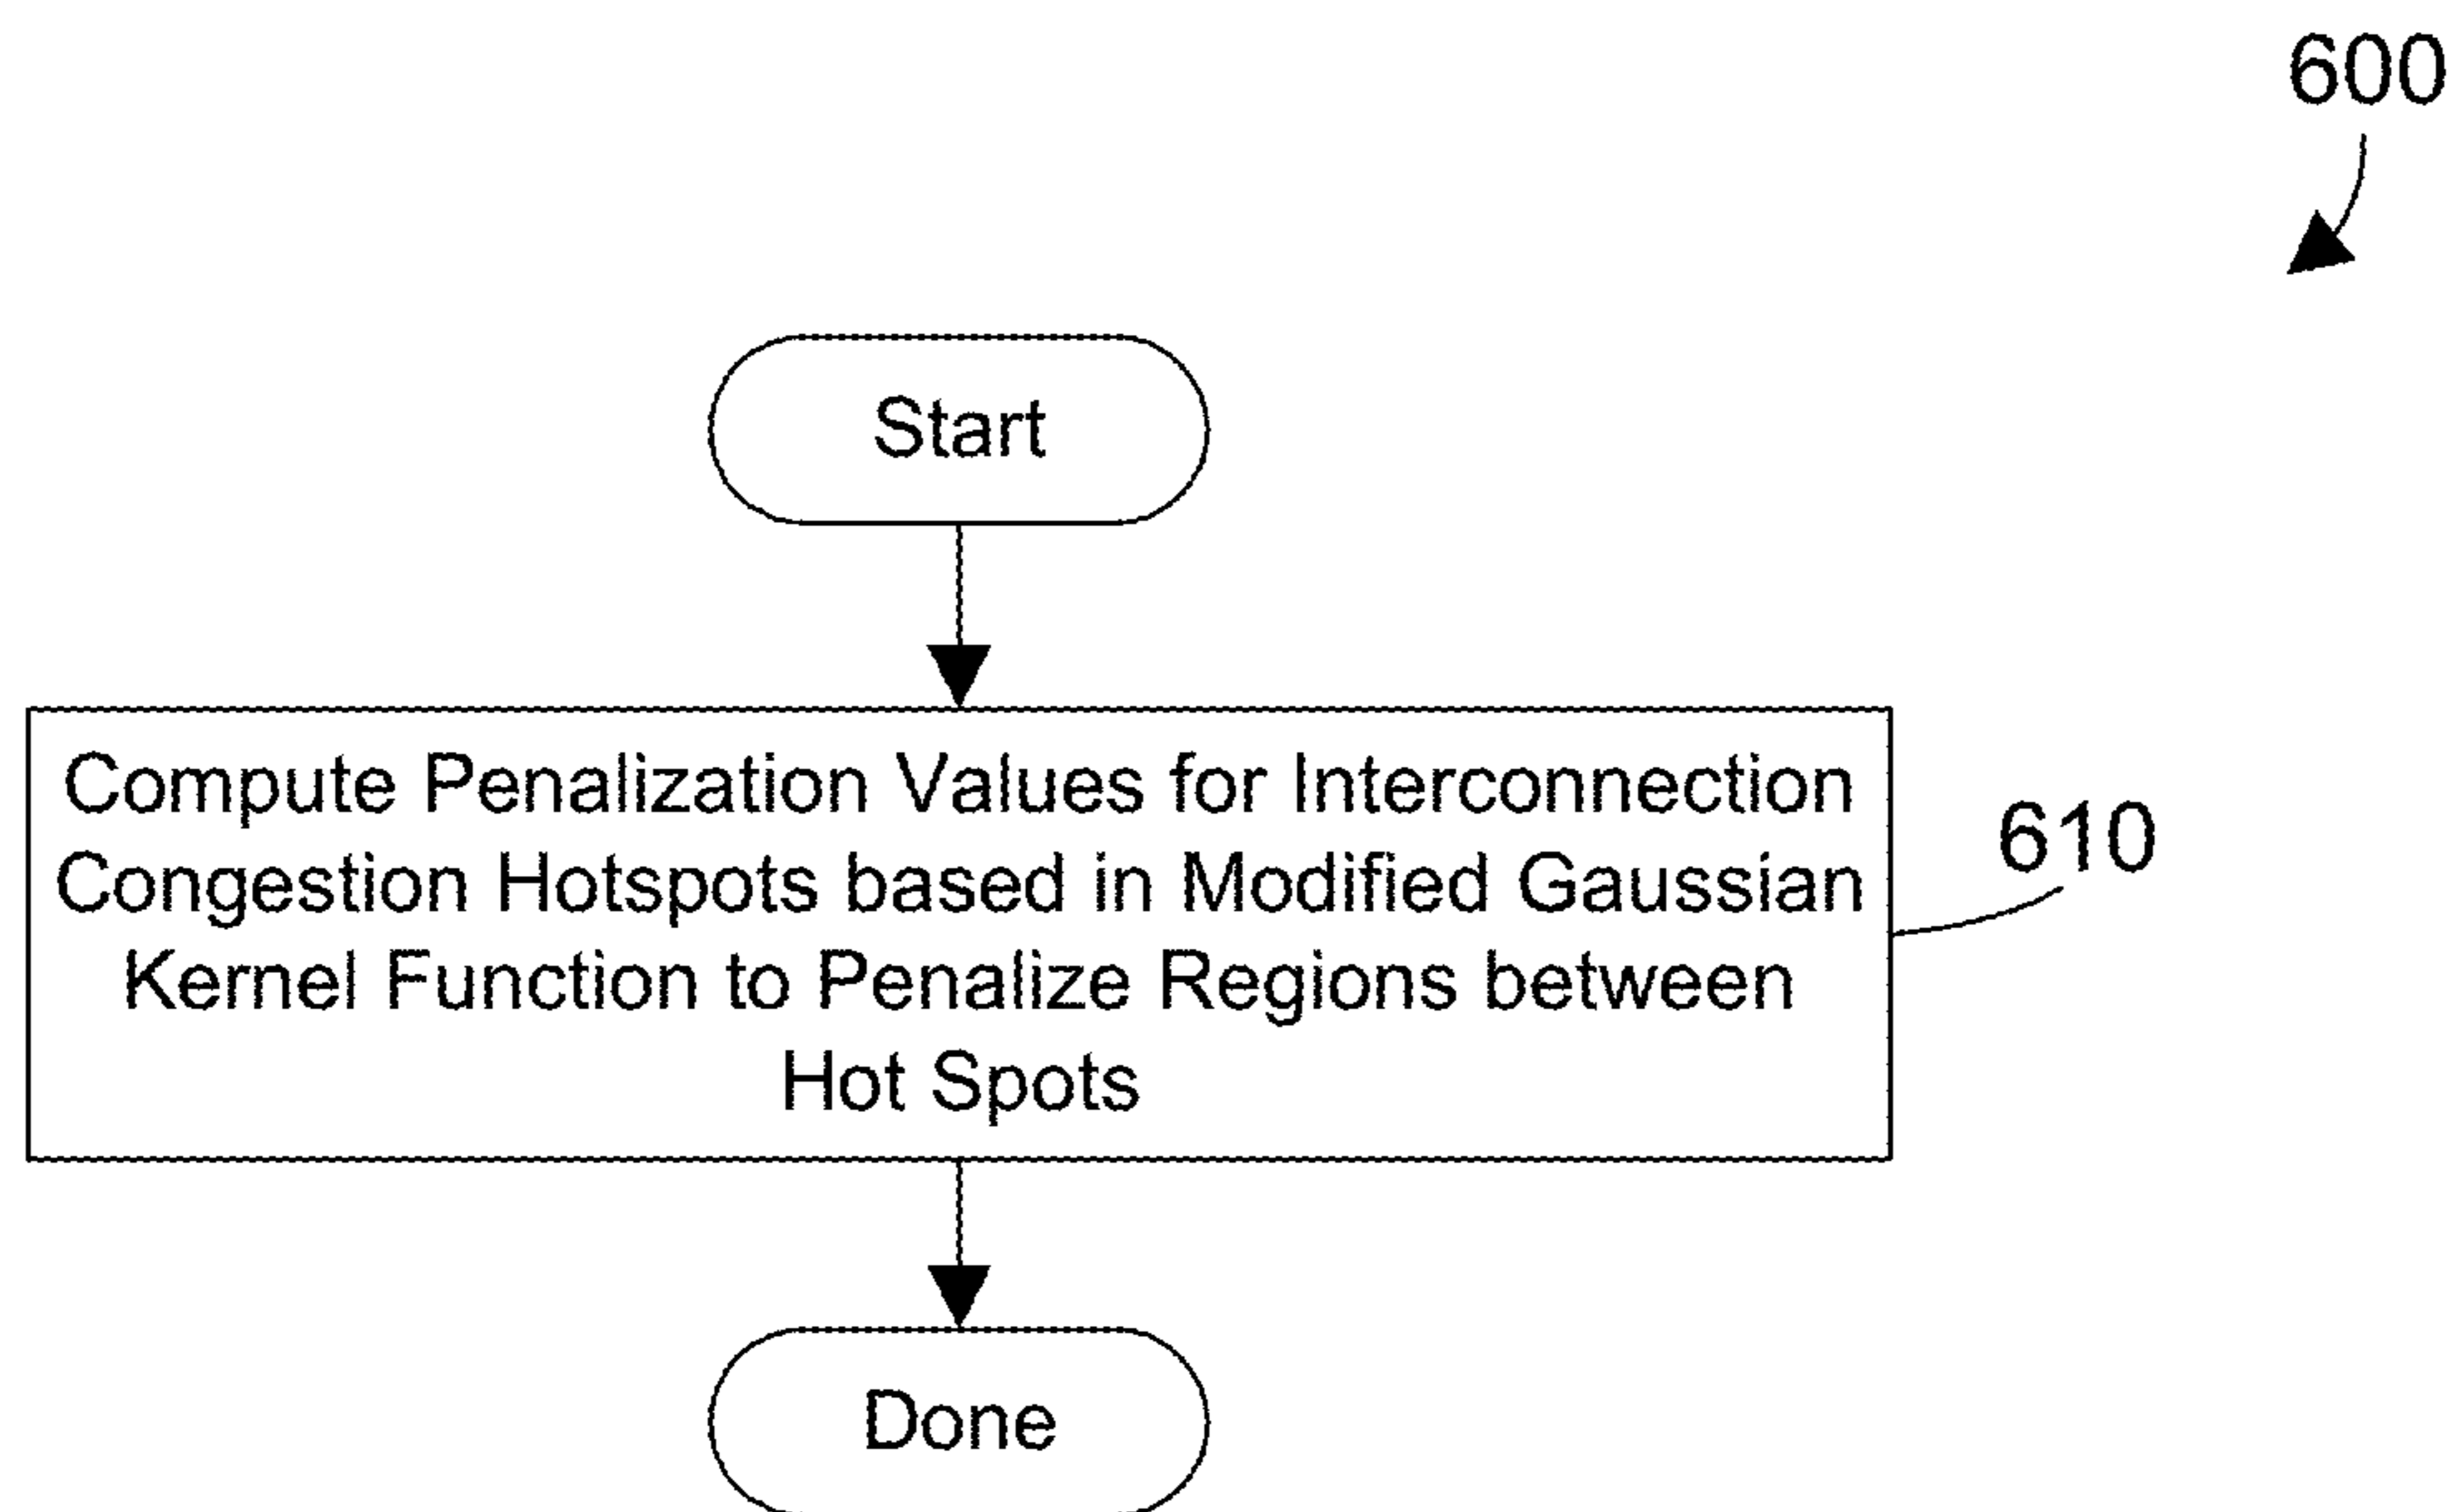 600
Start
Compute Penalization Values for Interconnection
Congestion Hotspots based in Modified Gaussian
Kernel Function to Penalize Regions between
Hot Spots
610
Done